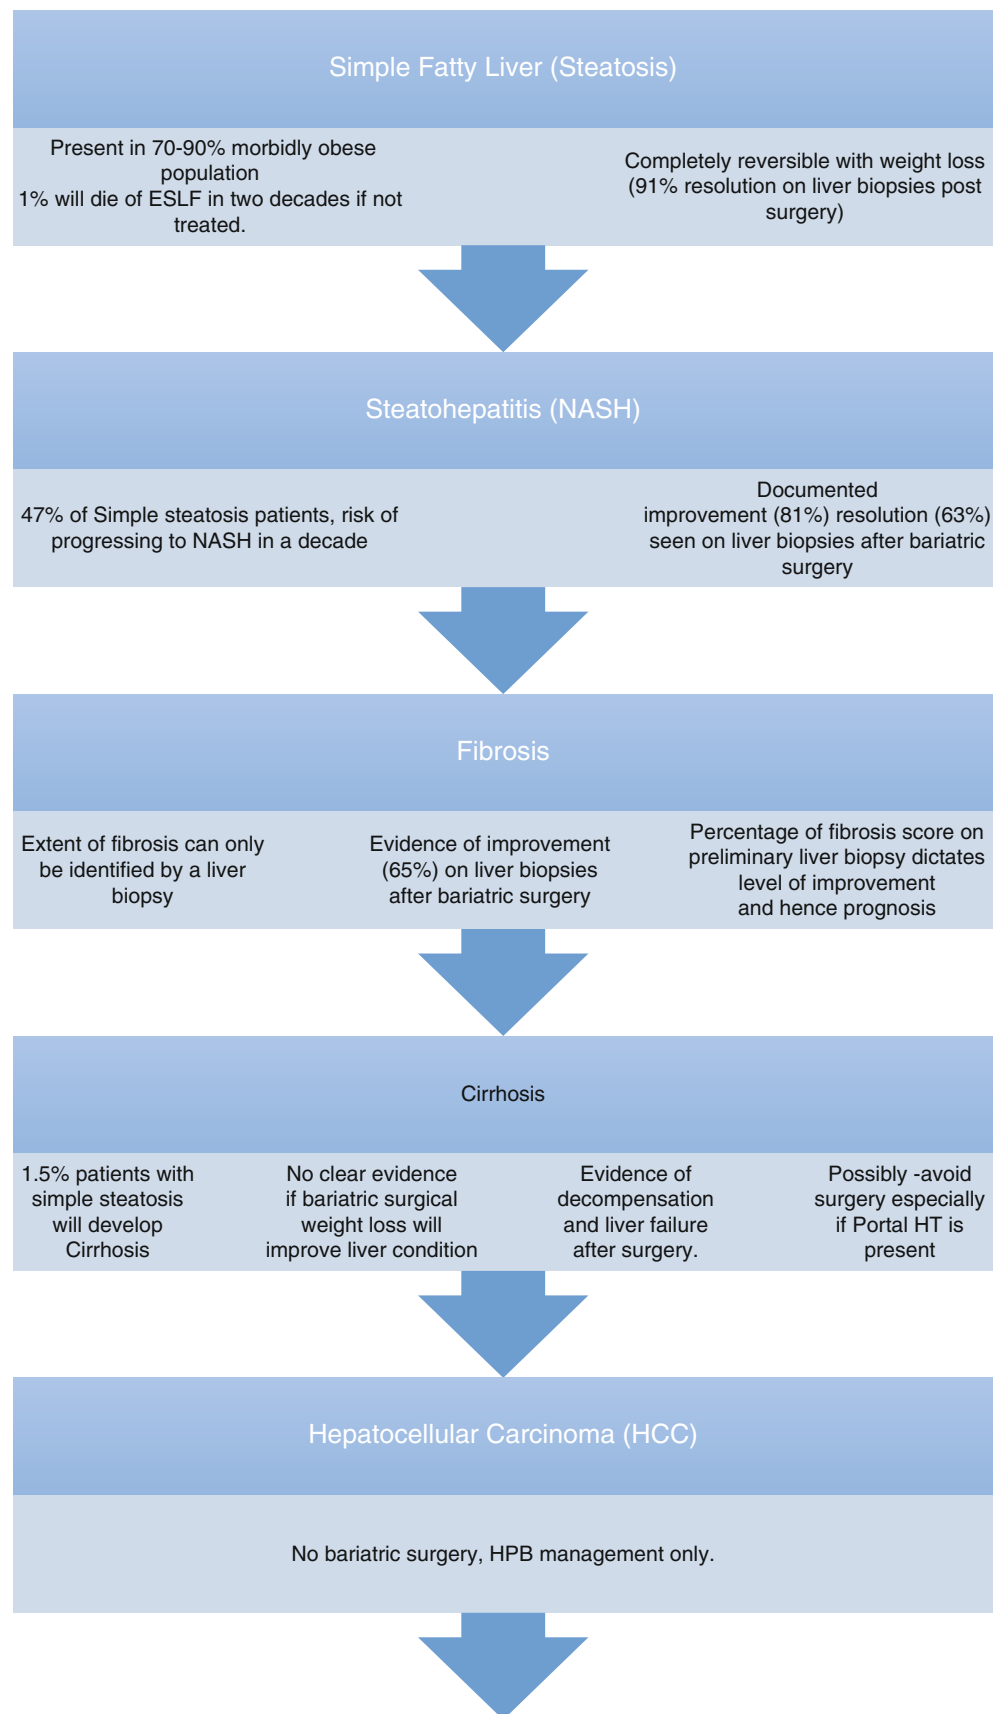 Simple Fatty Liver (Steatosis)
Present in 70-90% morbidly obese
population
1% will die of ESLF in two decades if not
treated.
Completely reversible with weight loss
(91% resolution on liver biopsies post
surgery)
Steatohepatitis (NASH)
47% of Simple steatosis patients, risk of
progressing to NASH in a decade
Documented
improvement (81%) resolution (63%)
seen on liver biopsies after bariatric
surgery
Fibrosis
Extent of fibrosis can only
be identified by a liver
biopsy
Evidence of improvement
(65%) on liver biopsies
after bariatric surgery
Percentage of fibrosis score on
preliminary liver biopsy dictates
level of improvement
and hence prognosis
Cirrhosis
1.5% patients with
simple steatosis
will develop
Cirrhosis
No clear evidence
if bariatric surgical
weight loss will
improve liver condition
Evidence of
decompensation
and liver failure
after surgery.
Possibly -avoid
surgery especially
if Portal HT is
present
Hepatocellular Carcinoma (HCC)
No bariatric surgery, HPB management only.